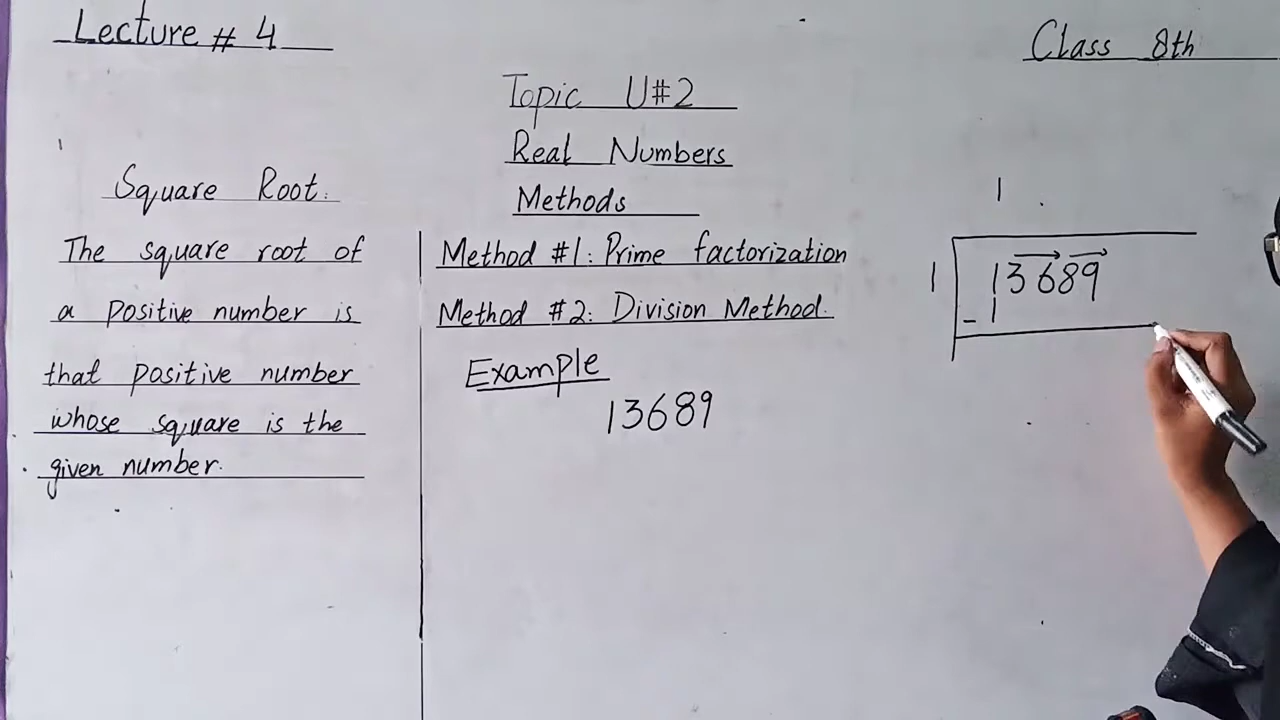 Lecture # 4
Class 8th
Topic U#2
Real Numbers
Methods
Square Root:
The square root of
a positive number is
that positive number
whose square is the
given number.
Method #1: Prime factorization
Method #2: Division Method.
Example
13689
1
1 13689
- 1